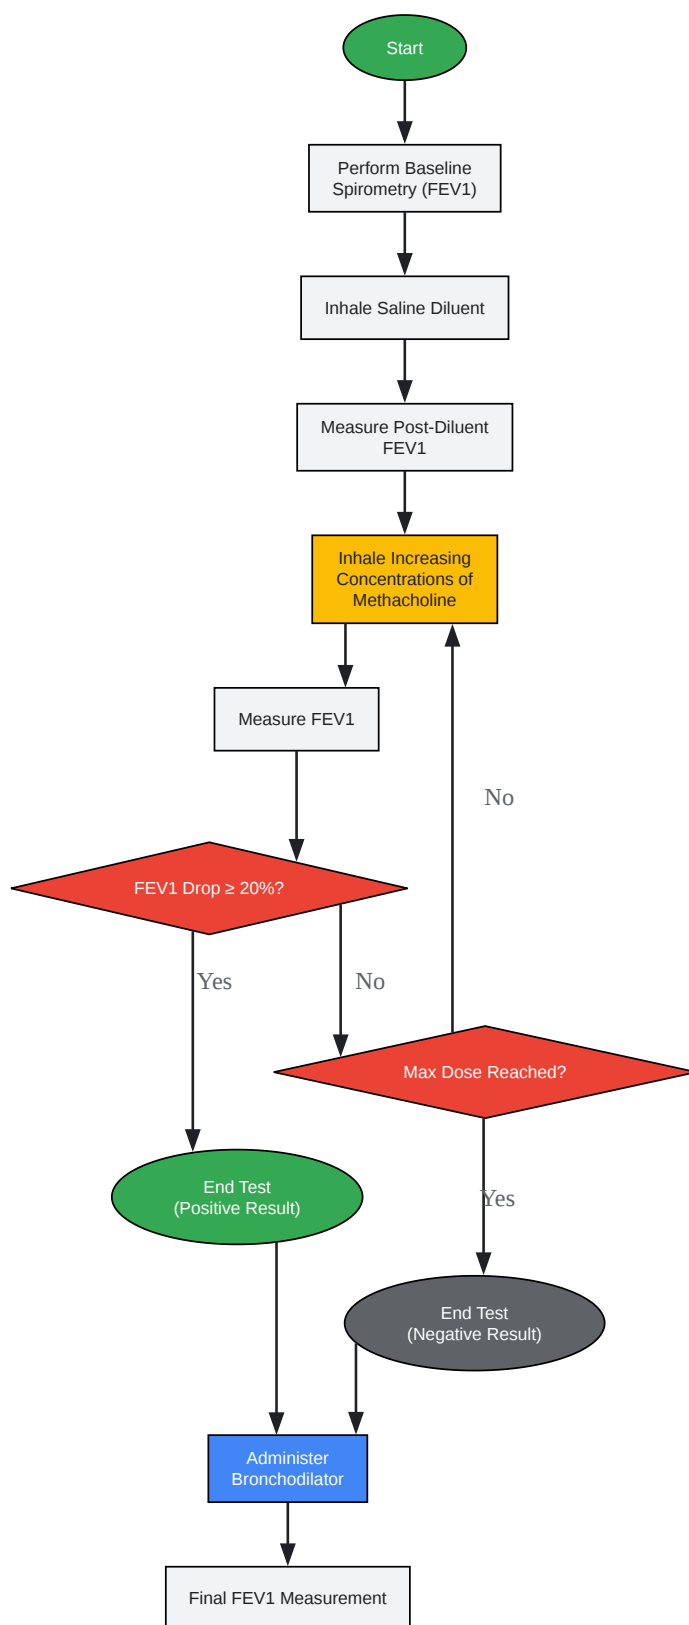 Start
Perform Baseline
Spirometry (FEV1)
Inhale Saline Diluent
Measure Post-Diluent
FEV1
Inhale Increasing
Concentrations of
Methacholine
Measure FEV1
No
FEV1 Drop ≥ 20%?
Yes
No
Max Dose Reached?
End Test
(Positive Result)
Yes
End Test
(Negative Result)
Administer
Bronchodilator
Final FEV1 Measurement